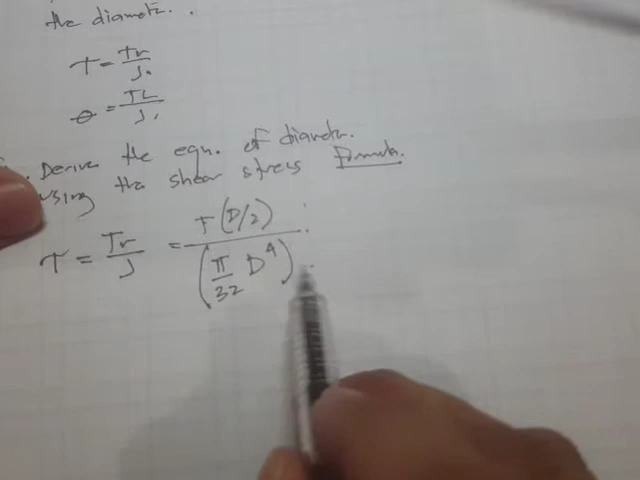 the diameter.
τ = Tr/J.
θ = TL/J.
. Derive the eqn. of diameter.
using the shear stress formula.
τ = Tr/J = T(D/2)/(π/32 D⁴)